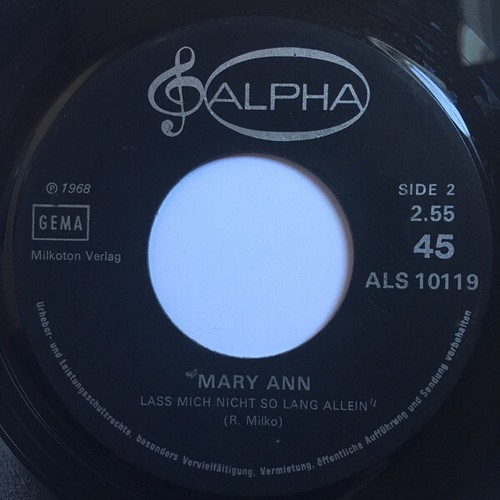 ALPHA
℗ 1968
GEMA
Milkoton Verlag
SIDE 2
2.55
45
ALS 10119
"MARY ANN
LASS MICH NICHT SO LANG ALLEIN"
(R. Milko)
Urheber- und Leistungsschutzrechte, besonders Vervielfältigung, Vermietung, öffentliche Aufführung und Sendung vorbehalten